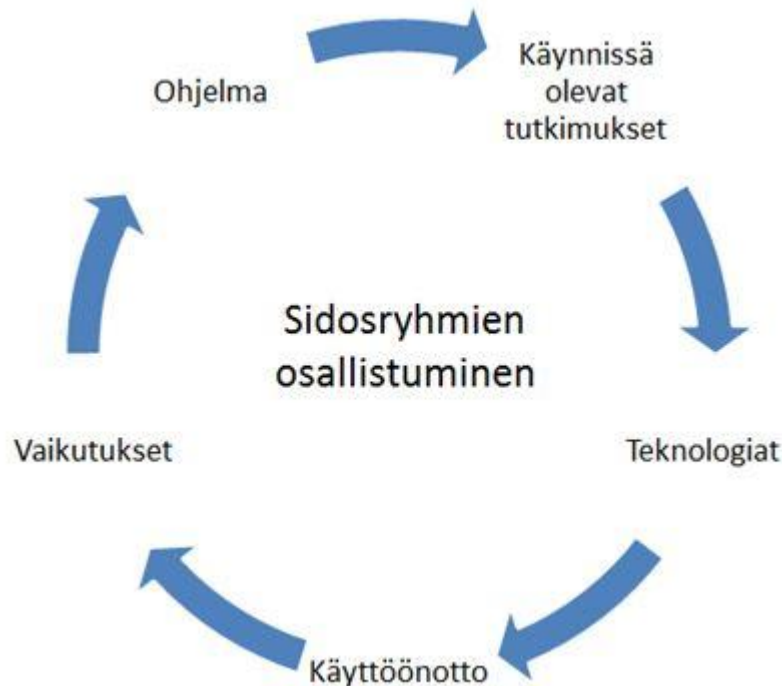 Ohjelma
Käynnissä
olevat
tutkimukset
Sidosryhmien
osallistuminen
Vaikutukset
Teknologiat
Käyttöönotto